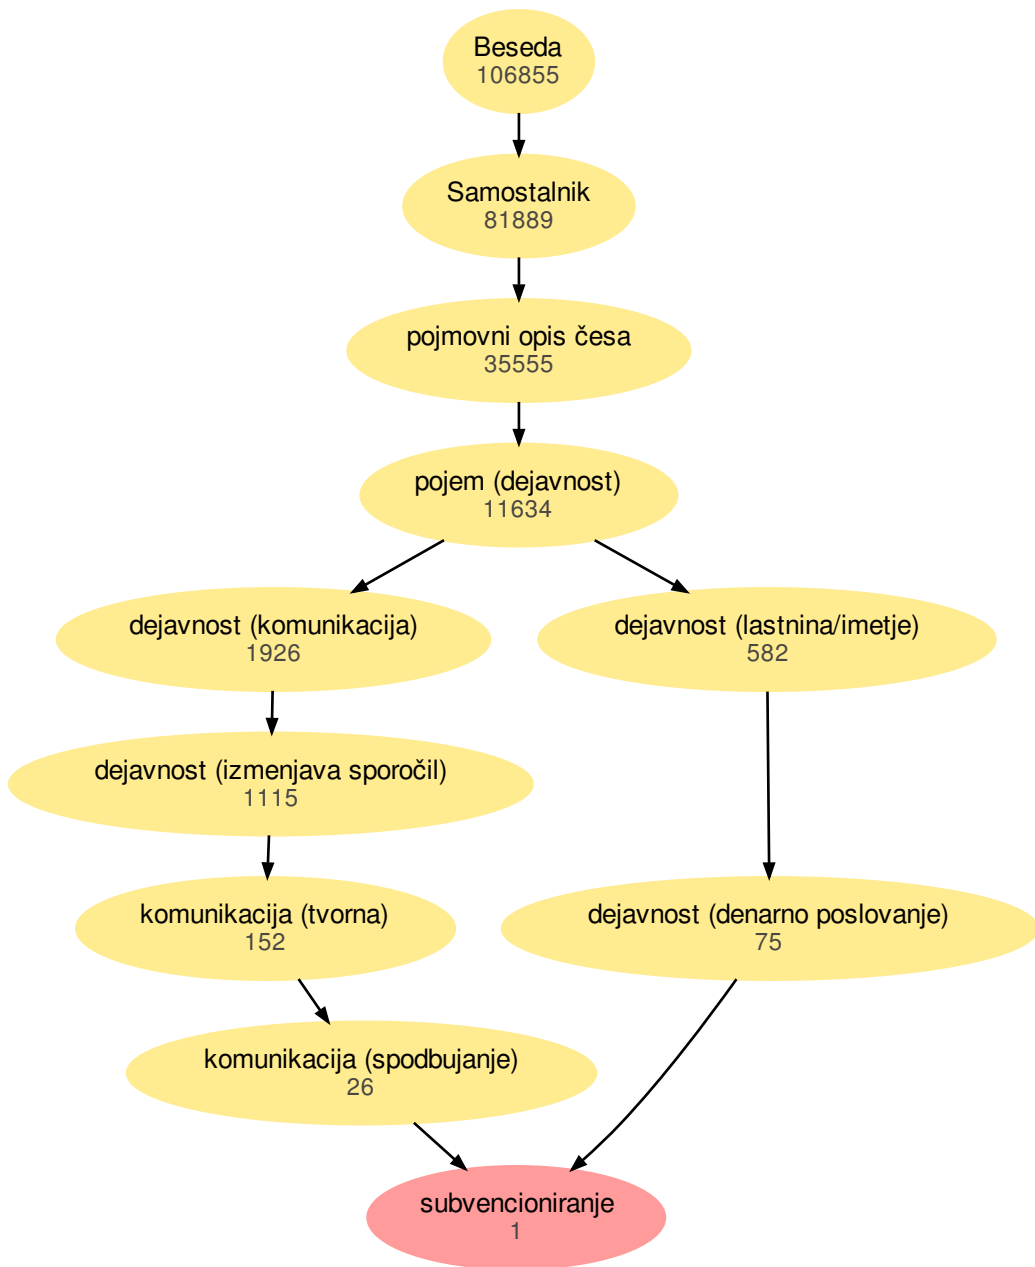 Beseda
106855
Samostalnik
81889
pojmovni opis česa
35555
pojem (dejavnost)
11634
dejavnost (komunikacija)
1926
dejavnost (lastnina/imetje)
582
dejavnost (izmenjava sporočil)
1115
komunikacija (tvorna)
152
dejavnost (denarno poslovanje)
75
komunikacija (spodbujanje)
26
subvencioniranje
1